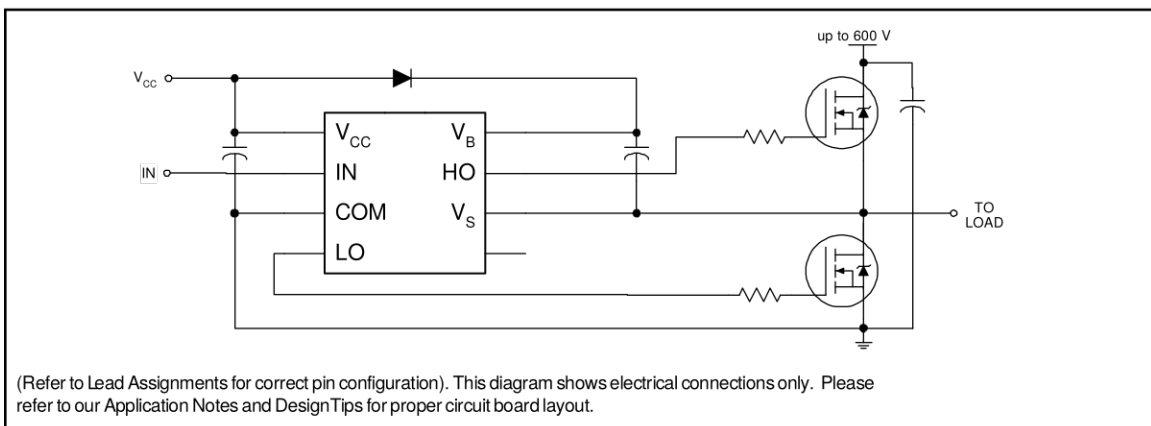 up to 600 V
VCC
VCC VB
IN IN HO
COM VS
TO
LOAD
LO
(Refer to Lead Assignments for correct pin configuration). This diagram shows electrical connections only. Please
refer to our Application Notes and DesignTips for proper circuit board layout.